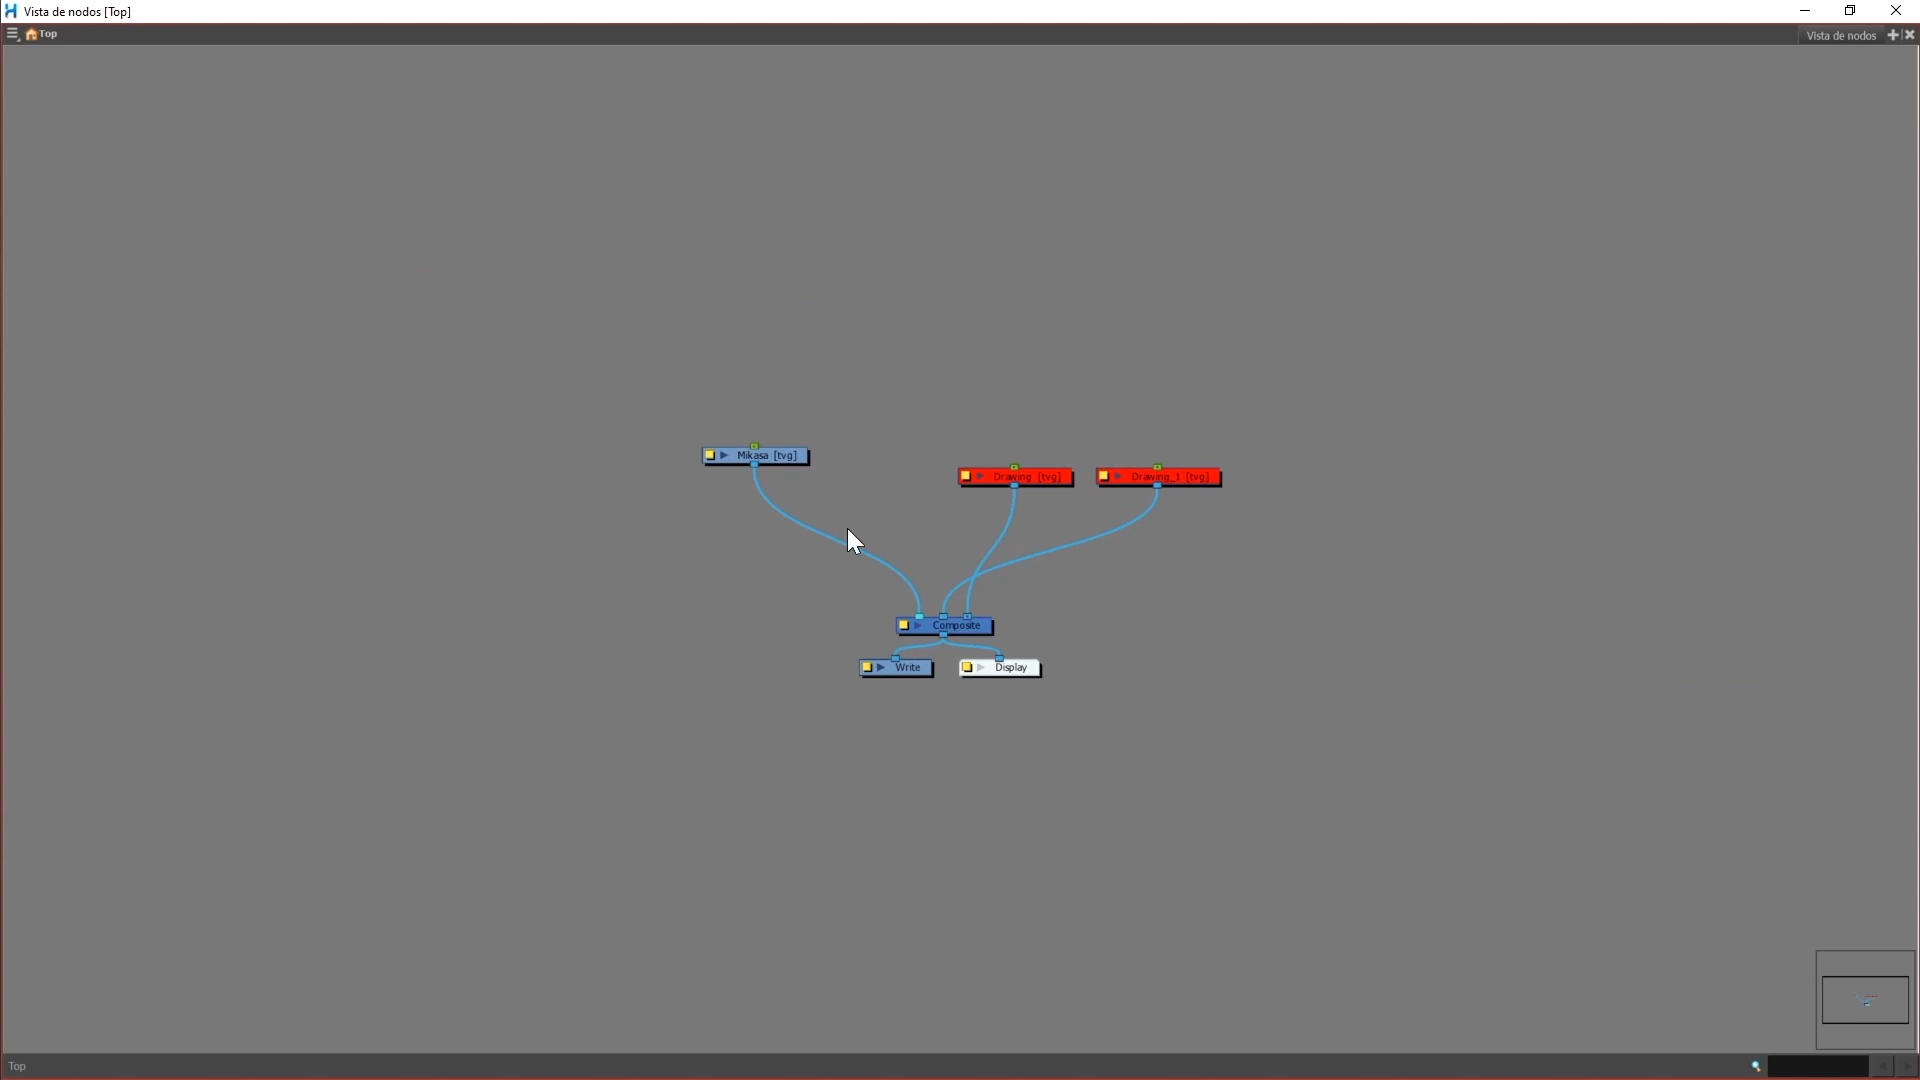 Vista de nodos [Top]
Top
Vista de nodos
Mikasa [tvg]
Drawing [tvg]
Drawing_1 [tvg]
Composite
Write
Display
Top